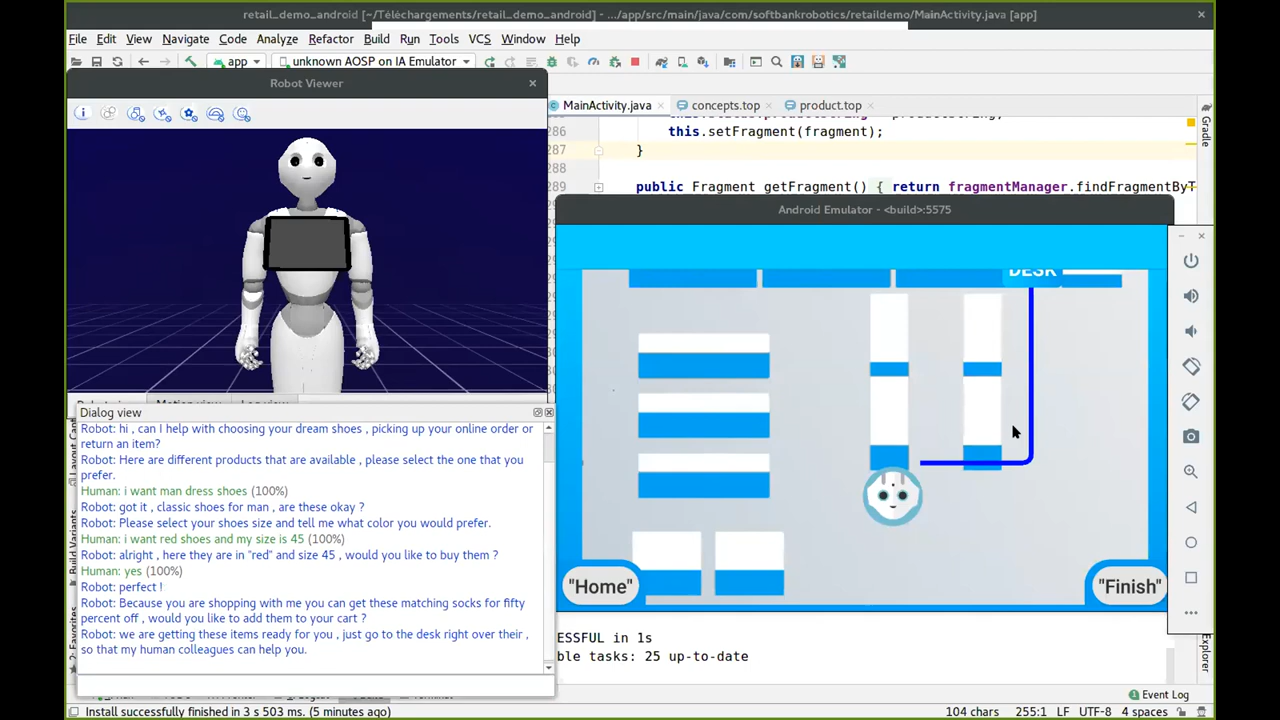 retail_demo_android [~/Téléchargements/retail_demo_android] - .../app/src/main/java/com/softbankrobotics/retaildemo/MainActivity.java [app]
File Edit View Navigate Code Analyze Refactor Build Run Tools VCS Window Help
app unknown AOSP on IA Emulator
Robot Viewer
MainActivity.java concepts.top product.top
286 this.setFragment(fragment);
287 }
288
289 public Fragment getFragment() { return fragmentManager.findFragmentByT
Gradle
Android Emulator - <build>:5575
DESK
"Home"
"Finish"
Dialog view
Robot: hi , can I help with choosing your dream shoes , picking up your online order or
return an item?
Robot: Here are different products that are available , please select the one that you
prefer.
Human: i want man dress shoes (100%)
Robot: got it , classic shoes for man , are these okay ?
Robot: Please select your shoes size and tell me what color you would prefer.
Human: i want red shoes and my size is 45 (100%)
Robot: alright , here they are in "red" and size 45 , would you like to buy them ?
Human: yes (100%)
Robot: perfect !
Robot: Because you are shopping with me you can get these matching socks for fifty
percent off , would you like to add them to your cart ?
Robot: we are getting these items ready for you , just go to the desk right over their ,
so that my human colleagues can help you.
ESSFUL in 1s
ble tasks: 25 up-to-date
Event Log
Install successfully finished in 3 s 503 ms. (5 minutes ago)
104 chars 255:1 LF UTF-8 4 spaces